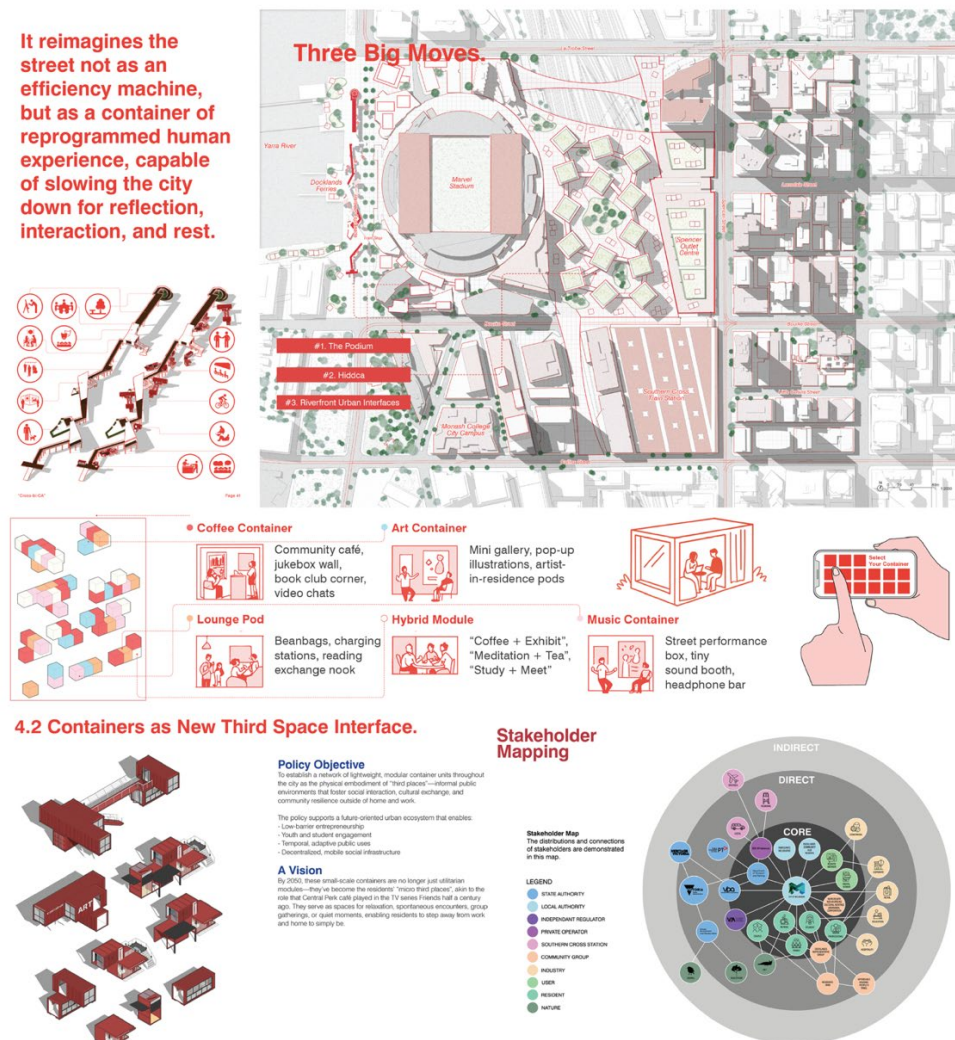 It reimagines the
street not as an
efficiency machine,
but as a container of
reprogrammed human
experience, capable
of slowing the city
down for reflection,
interaction, and rest.
Three Big Moves.
La Trobe Street
Yarra River
Docklands
Ferries
Marvel
Stadium
Lonsdale Street
Spencer
Outlet
Centre
Bourke Street
#1. The Podium
#2. Hiddca
#3. Riverfront Urban Interfaces
Southern Cross
Train Station
Monash College
City Campus
Page 41
Coffee Container
Community café,
jukebox wall,
book club corner,
video chats
Art Container
Mini gallery, pop-up
illustrations, artist-
in-residence pods
Select
Your Container
Lounge Pod
Beanbags, charging
stations, reading
exchange nook
Hybrid Module
“Coffee + Exhibit”,
“Meditation + Tea”,
“Study + Meet”
Music Container
Street performance
box, tiny
sound booth,
headphone bar
4.2 Containers as New Third Space Interface.
ART
Policy Objective
To establish a network of lightweight, modular container units throughout
the city as the physical embodiment of “third places”—informal public
environments that foster social interaction, cultural exchange, and
community resilience outside of home and work.
The policy supports a future-oriented urban ecosystem that enables:
- Low-barrier entrepreneurship
- Youth and student engagement
- Temporal, adaptive public uses
- Decentralized, mobile social infrastructure
A Vision
By 2050, these small-scale containers are no longer just utilitarian
modules—they’ve become the residents’ “micro third places”, akin to the
role that Central Park café played in the TV series Friends half a century
ago. They serve as spaces for relaxation, spontaneous encounters, group
gatherings, or quiet moments, enabling residents to step away from work
and home to simply be.
Stakeholder
Mapping
Stakeholder Map
The distributions and connections
of stakeholders are demonstrated
in this map.
LEGEND
STATE AUTHORITY
LOCAL AUTHORITY
INDEPENDANT REGULATOR
PRIVATE OPERATOR
SOUTHERN CROSS STATION
COMMUNITY GROUP
INDUSTRY
USER
RESIDENT
NATURE
INDIRECT
DIRECT
CORE